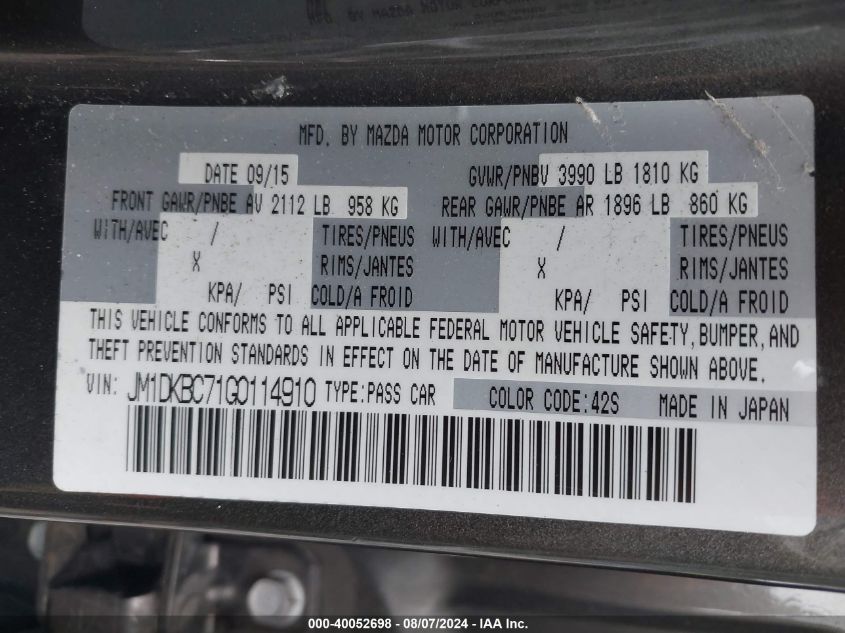 MFD. BY MAZDA MOTOR CORPORATION
DATE 09/15 GVWR/PNBV 3990 LB 1810 KG
FRONT GAWR/PNBE AV 2112 LB 958 KG REAR GAWR/PNBE AR 1896 LB 860 KG
WITH/AVEC / TIRES/PNEUS WITH/AVEC / TIRES/PNEUS
X RIMS/JANTES X RIMS/JANTES
KPA/ PSI COLD/A FROID KPA/ PSI COLD/A FROID
THIS VEHICLE CONFORMS TO ALL APPLICABLE FEDERAL MOTOR VEHICLE SAFETY, BUMPER, AND
THEFT PREVENTION STANDARDS IN EFFECT ON THE DATE OF MANUFACTURE SHOWN ABOVE.
VIN: JM1DKBC71G0114910 TYPE:PASS CAR COLOR CODE:42S MADE IN JAPAN
000-40052698 - 08/07/2024 - IAA Inc.